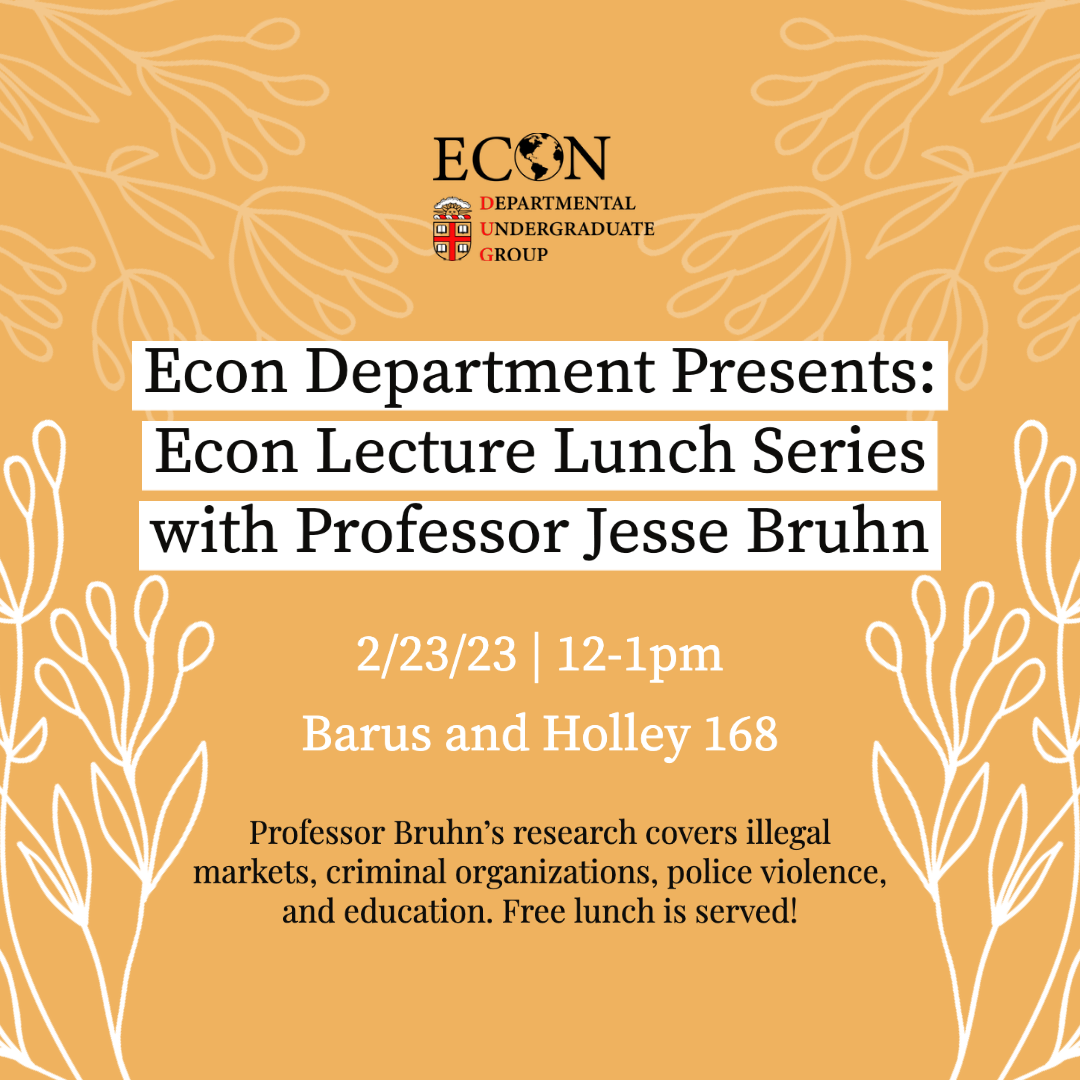 ECON
DEPARTMENTAL
UNDERGRADUATE
GROUP
Econ Department Presents:
Econ Lecture Lunch Series
with Professor Jesse Bruhn
2/23/23 | 12-1pm
Barus and Holley 168
Professor Bruhn’s research covers illegal
markets, criminal organizations, police violence,
and education. Free lunch is served!